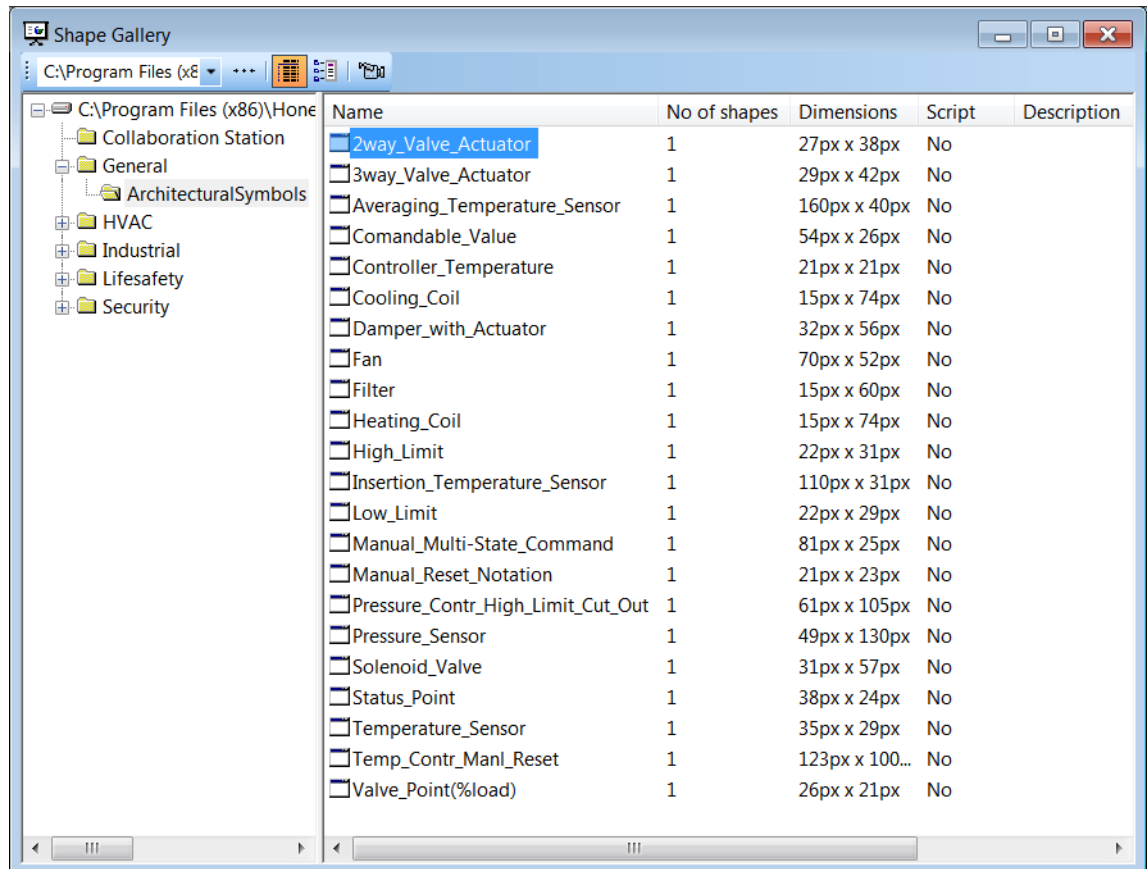 Shape Gallery
C:\Program Files (x8
C:\Program Files (x86)\Hone
Collaboration Station
General
ArchitecturalSymbols
HVAC
Industrial
Lifesafety
Security
Name No of shapes Dimensions Script Description
2way_Valve_Actuator 1 27px x 38px No
3way_Valve_Actuator 1 29px x 42px No
Averaging_Temperature_Sensor 1 160px x 40px No
Comandable_Value 1 54px x 26px No
Controller_Temperature 1 21px x 21px No
Cooling_Coil 1 15px x 74px No
Damper_with_Actuator 1 32px x 56px No
Fan 1 70px x 52px No
Filter 1 15px x 60px No
Heating_Coil 1 15px x 74px No
High_Limit 1 22px x 31px No
Insertion_Temperature_Sensor 1 110px x 31px No
Low_Limit 1 22px x 29px No
Manual_Multi-State_Command 1 81px x 25px No
Manual_Reset_Notation 1 21px x 23px No
Pressure_Contr_High_Limit_Cut_Out 1 61px x 105px No
Pressure_Sensor 1 49px x 130px No
Solenoid_Valve 1 31px x 57px No
Status_Point 1 38px x 24px No
Temperature_Sensor 1 35px x 29px No
Temp_Contr_Manl_Reset 1 123px x 100... No
Valve_Point(%load) 1 26px x 21px No